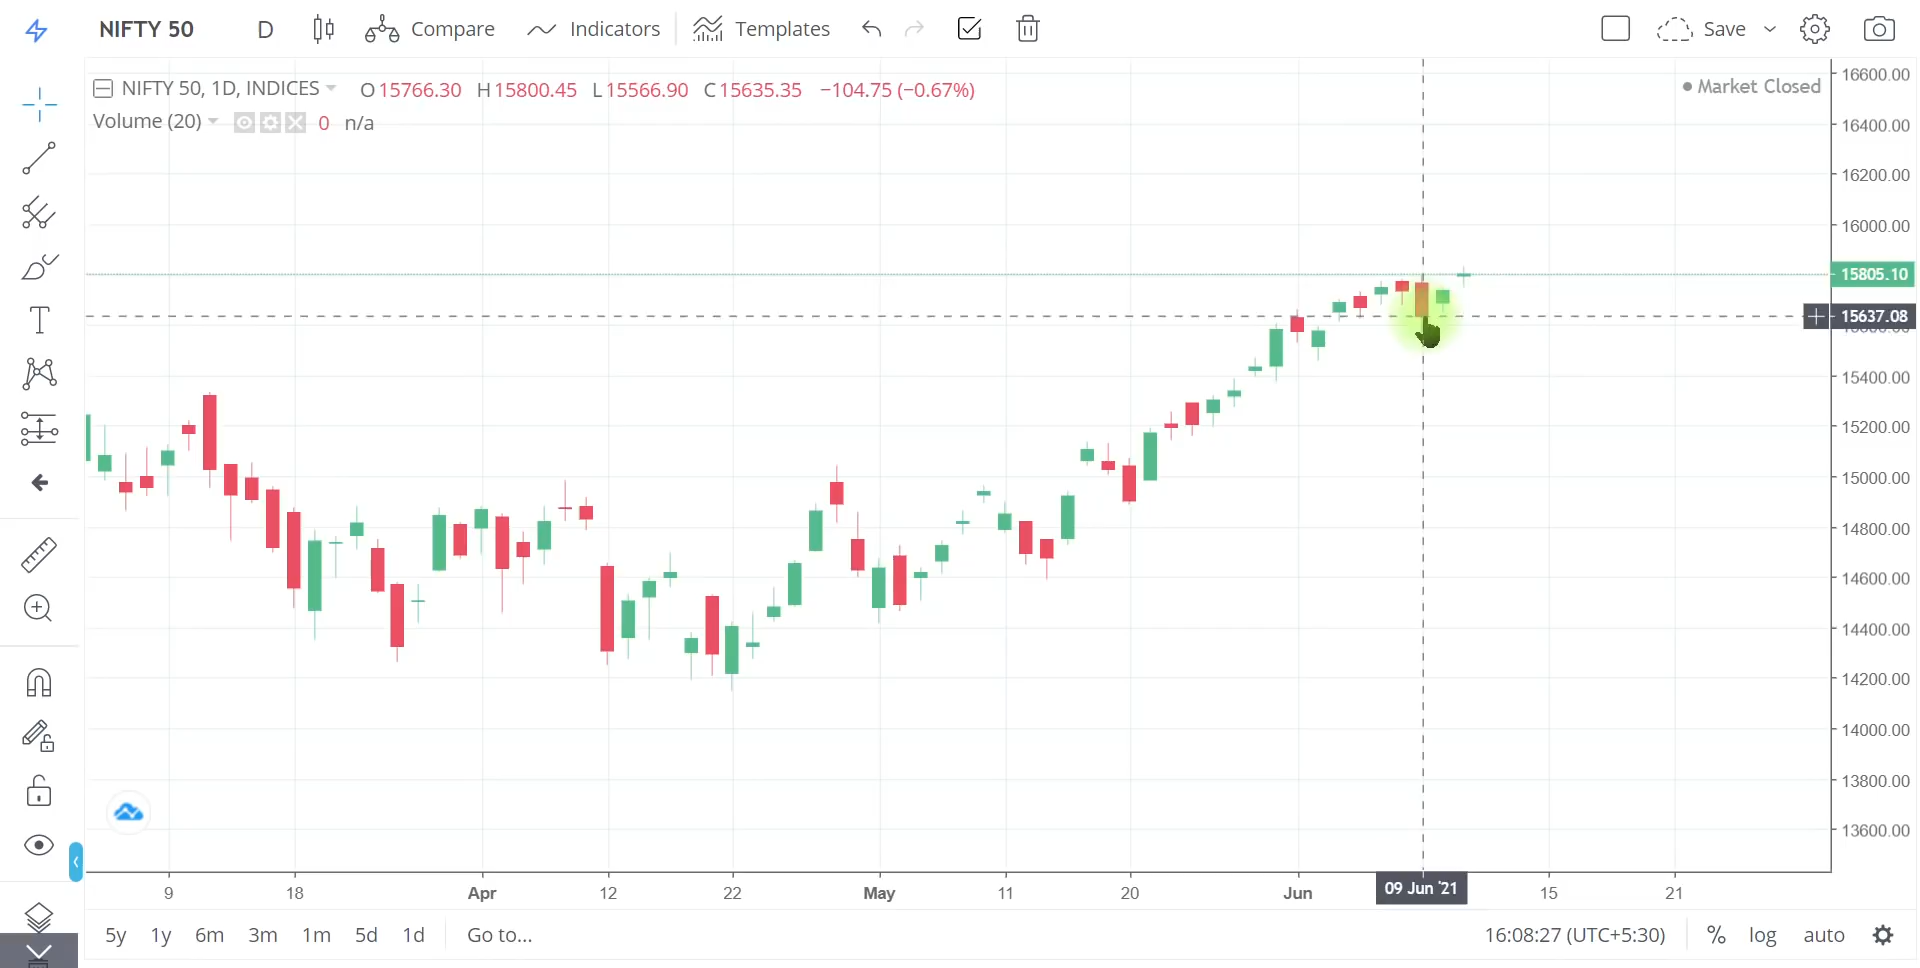 NIFTY 50 D Compare Indicators Templates Save
NIFTY 50, 1D, INDICES O15766.30 H15800.45 L15566.90 C15635.35 −104.75 (−0.67%)
Market Closed
Volume (20) 0 n/a
16600.00
16400.00
16200.00
16000.00
15805.10
15637.08
15400.00
15200.00
15000.00
14800.00
14600.00
14400.00
14200.00
14000.00
13800.00
13600.00
9 18 Apr 12 22 May 11 20 Jun 09 Jun '21 15 21
5y 1y 6m 3m 1m 5d 1d Go to... 16:08:27 (UTC+5:30) % log auto